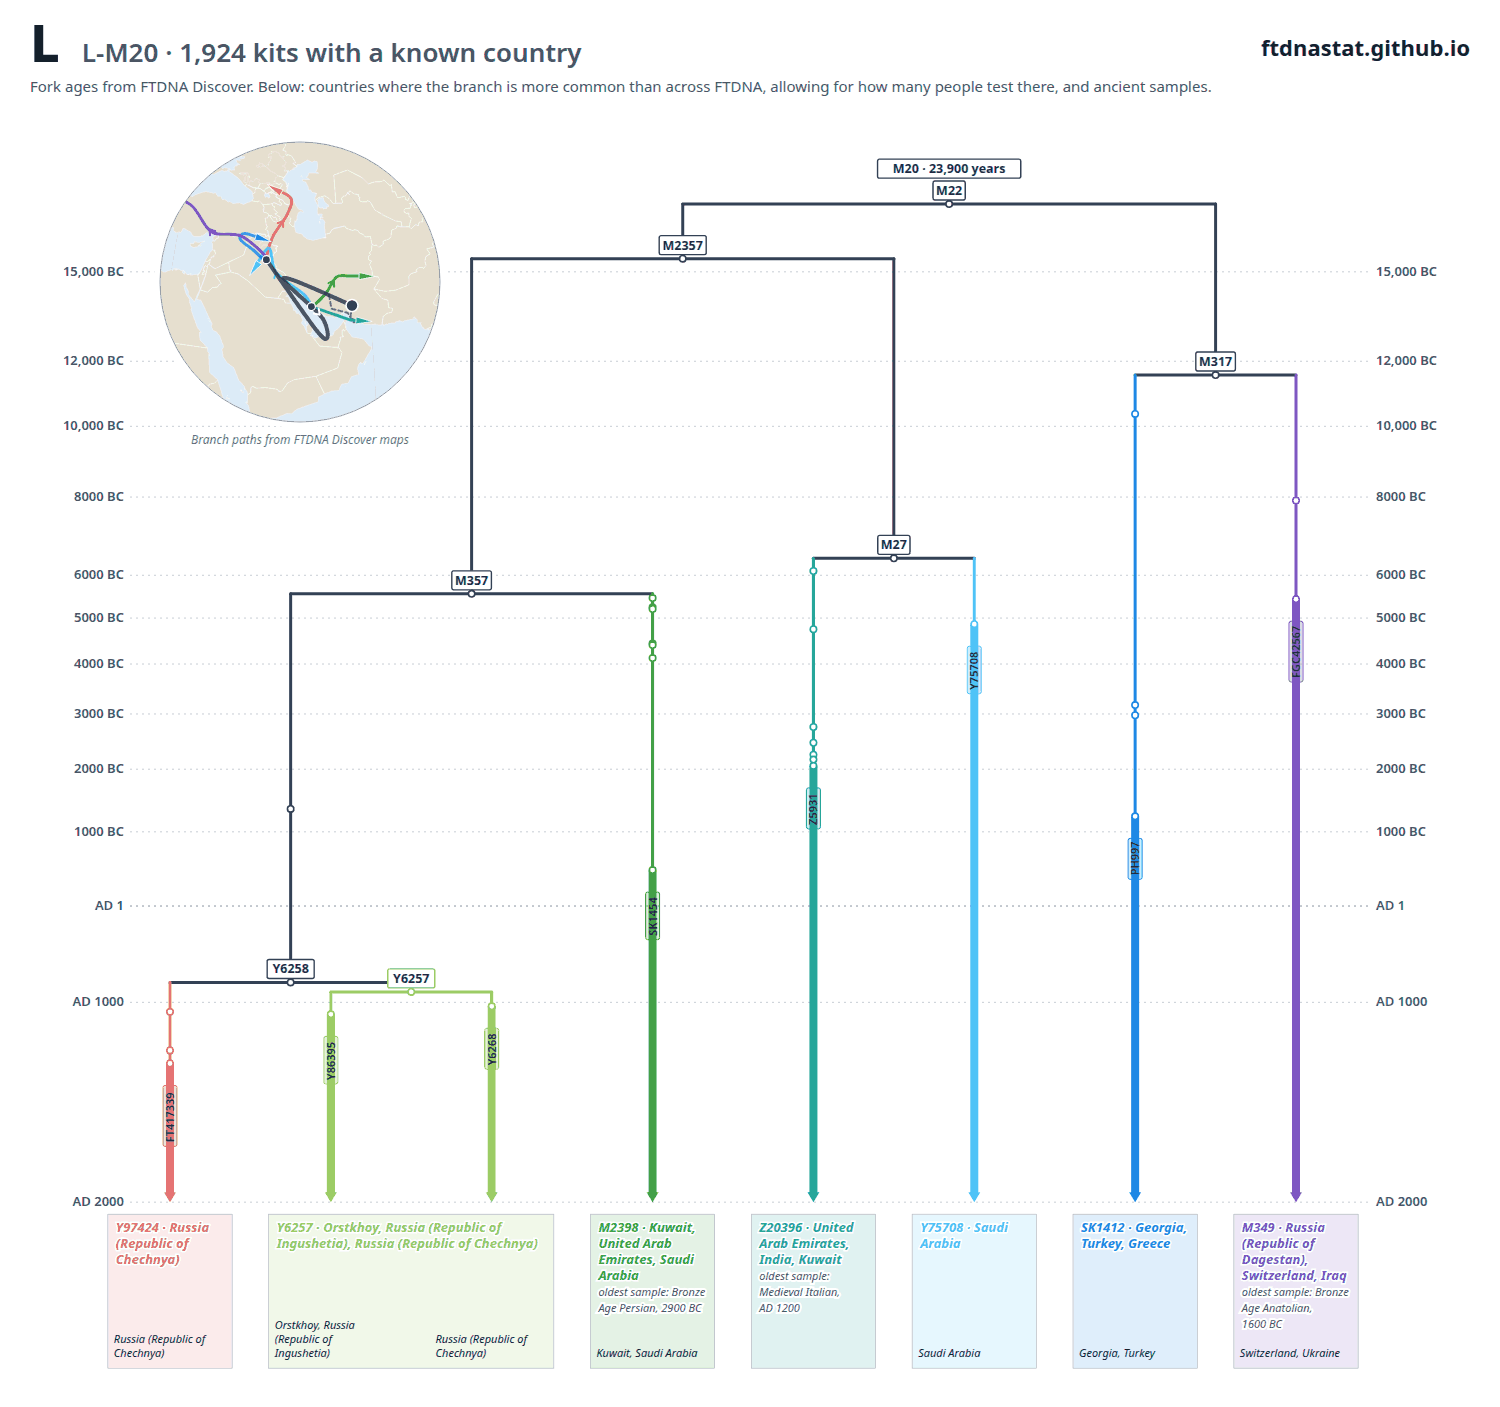 L L-M20 · 1,924 kits with a known country
ftdnastat.github.io
Fork ages from FTDNA Discover. Below: countries where the branch is more common than across FTDNA, allowing for how many people test there, and ancient samples.
M20 · 23,900 years
M22
M2357
15,000 BC
15,000 BC
M317
12,000 BC
12,000 BC
10,000 BC
10,000 BC
Branch paths from FTDNA Discover maps
8000 BC
8000 BC
M27
6000 BC
6000 BC
M357
5000 BC
5000 BC
FGC42567
4000 BC
4000 BC
Y75708
3000 BC
3000 BC
2000 BC
2000 BC
Z5931
1000 BC
1000 BC
PH997
AD 1
AD 1
SK1454
Y6258
Y6257
AD 1000
AD 1000
Y86395
Y6268
FT417339
AD 2000
AD 2000
Y97424 · Russia
(Republic of
Chechnya)
Russia (Republic of
Chechnya)
Y6257 · Orstkhoy, Russia (Republic of
Ingushetia), Russia (Republic of Chechnya)
Orstkhoy, Russia
(Republic of
Ingushetia)
Russia (Republic of
Chechnya)
M2398 · Kuwait,
United Arab
Emirates, Saudi
Arabia
oldest sample: Bronze
Age Persian, 2900 BC
Kuwait, Saudi Arabia
Z20396 · United
Arab Emirates,
India, Kuwait
oldest sample:
Medieval Italian,
AD 1200
Y75708 · Saudi
Arabia
Saudi Arabia
SK1412 · Georgia,
Turkey, Greece
Georgia, Turkey
M349 · Russia
(Republic of
Dagestan),
Switzerland, Iraq
oldest sample: Bronze
Age Anatolian,
1600 BC
Switzerland, Ukraine